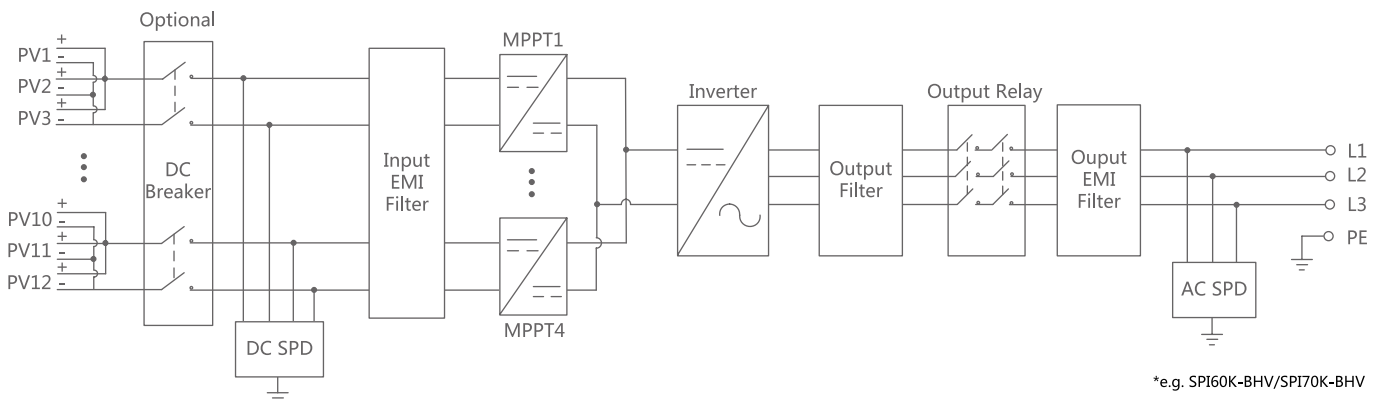 Optional
PV1
+
-
PV2
+
-
PV3
+
-
PV10
+
-
PV11
+
-
PV12
+
-
DC
Breaker
DC SPD
Input
EMI
Filter
MPPT1
MPPT4
Inverter
Output
Filter
Output Relay
Ouput
EMI
Filter
L1
L2
L3
PE
AC SPD
*e.g. SPI60K-BHV/SPI70K-BHV